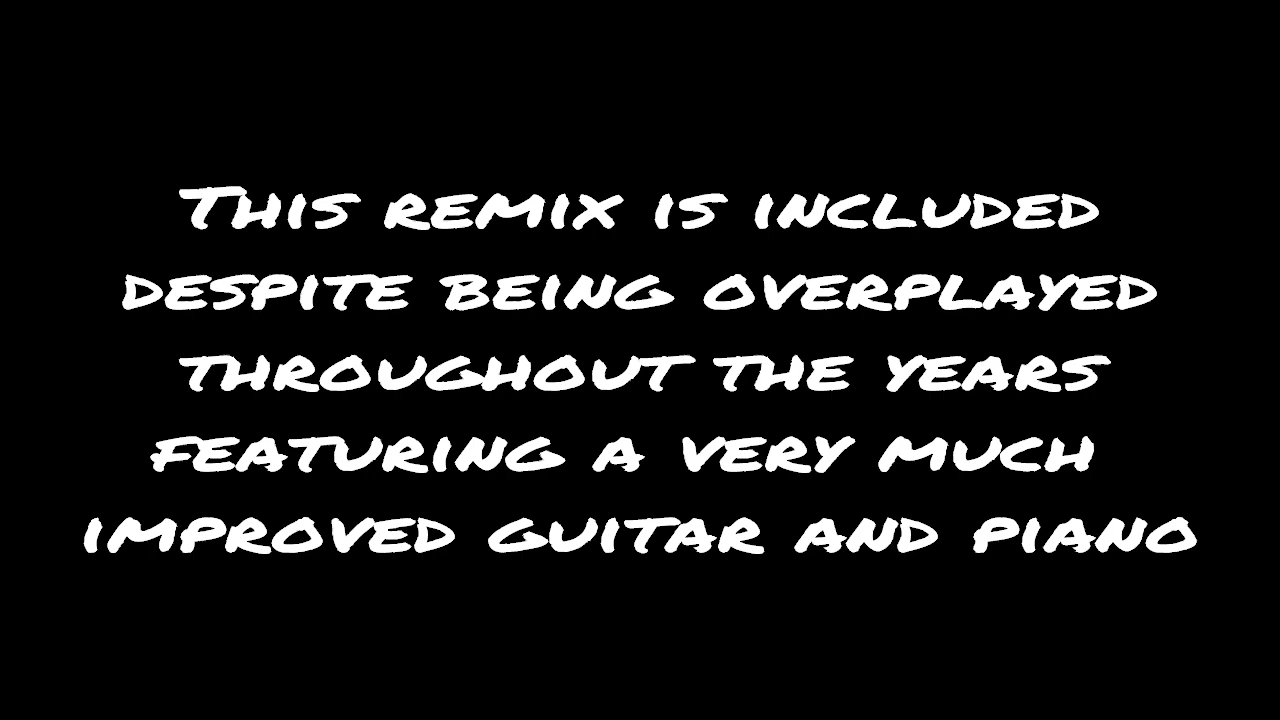 This remix is included
despite being overplayed
throughout the years
featuring a very much
improved guitar and piano